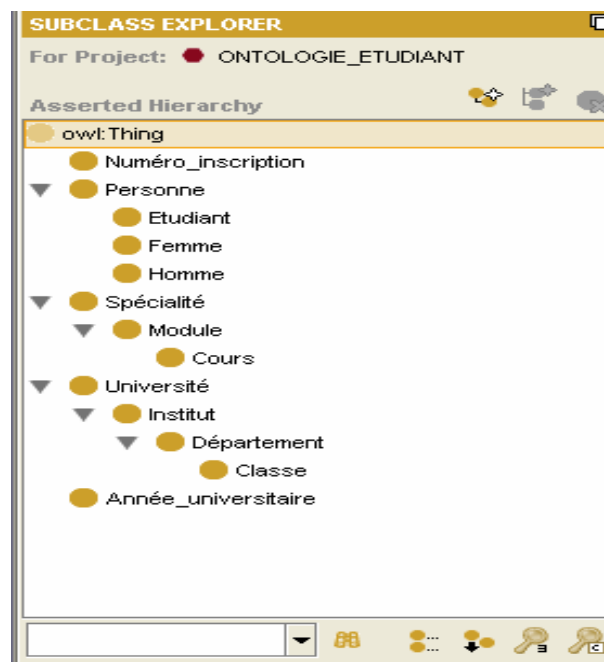 SUBCLASS EXPLORER
For Project: ONTOLOGIE_ETUDIANT
Asserted Hierarchy
owl:Thing
Numéro_inscription
Personne
Etudiant
Femme
Homme
Spécialité
Module
Cours
Université
Institut
Département
Classe
Année_universitaire